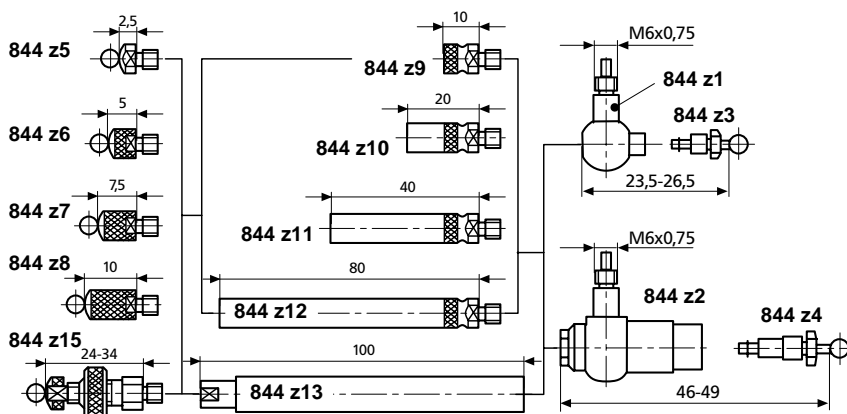 2,5
844 z5
5
844 z6
7,5
844 z7
10
844 z8
24-34
844 z15
10
844 z9
20
844 z10
40
844 z11
80
844 z12
100
844 z13
M6x0,75
844 z1
844 z3
23,5-26,5
M6x0,75
844 z2
844 z4
46-49